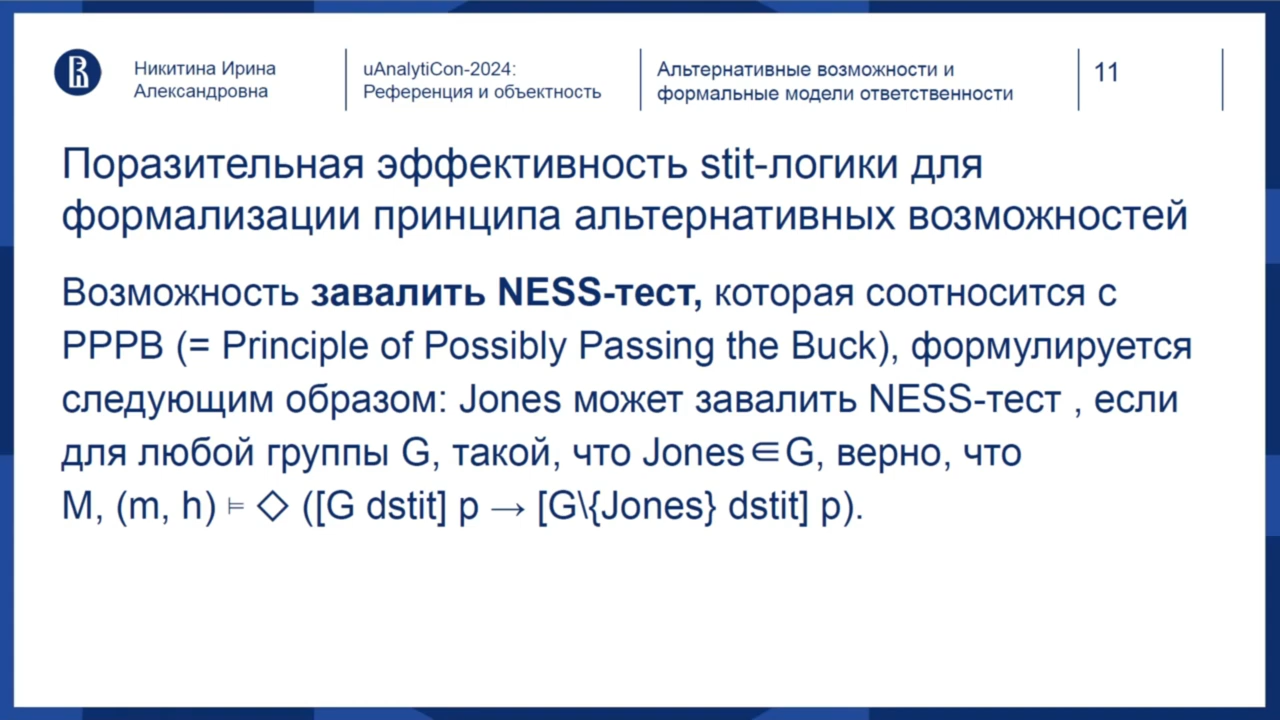 Никитина Ирина
Александровна
uAnalytiCon-2024:
Референция и объектность
Альтернативные возможности и
формальные модели ответственности
11
Поразительная эффективность stit-логики для
формализации принципа альтернативных возможностей
Возможность завалить NESS-тест, которая соотносится с
PPPB (= Principle of Possibly Passing the Buck), формулируется
следующим образом: Jones может завалить NESS-тест , если
для любой группы G, такой, что Jones∈G, верно, что
M, (m, h) ⊨ ◇ ([G dstit] p → [G\{Jones} dstit] p).